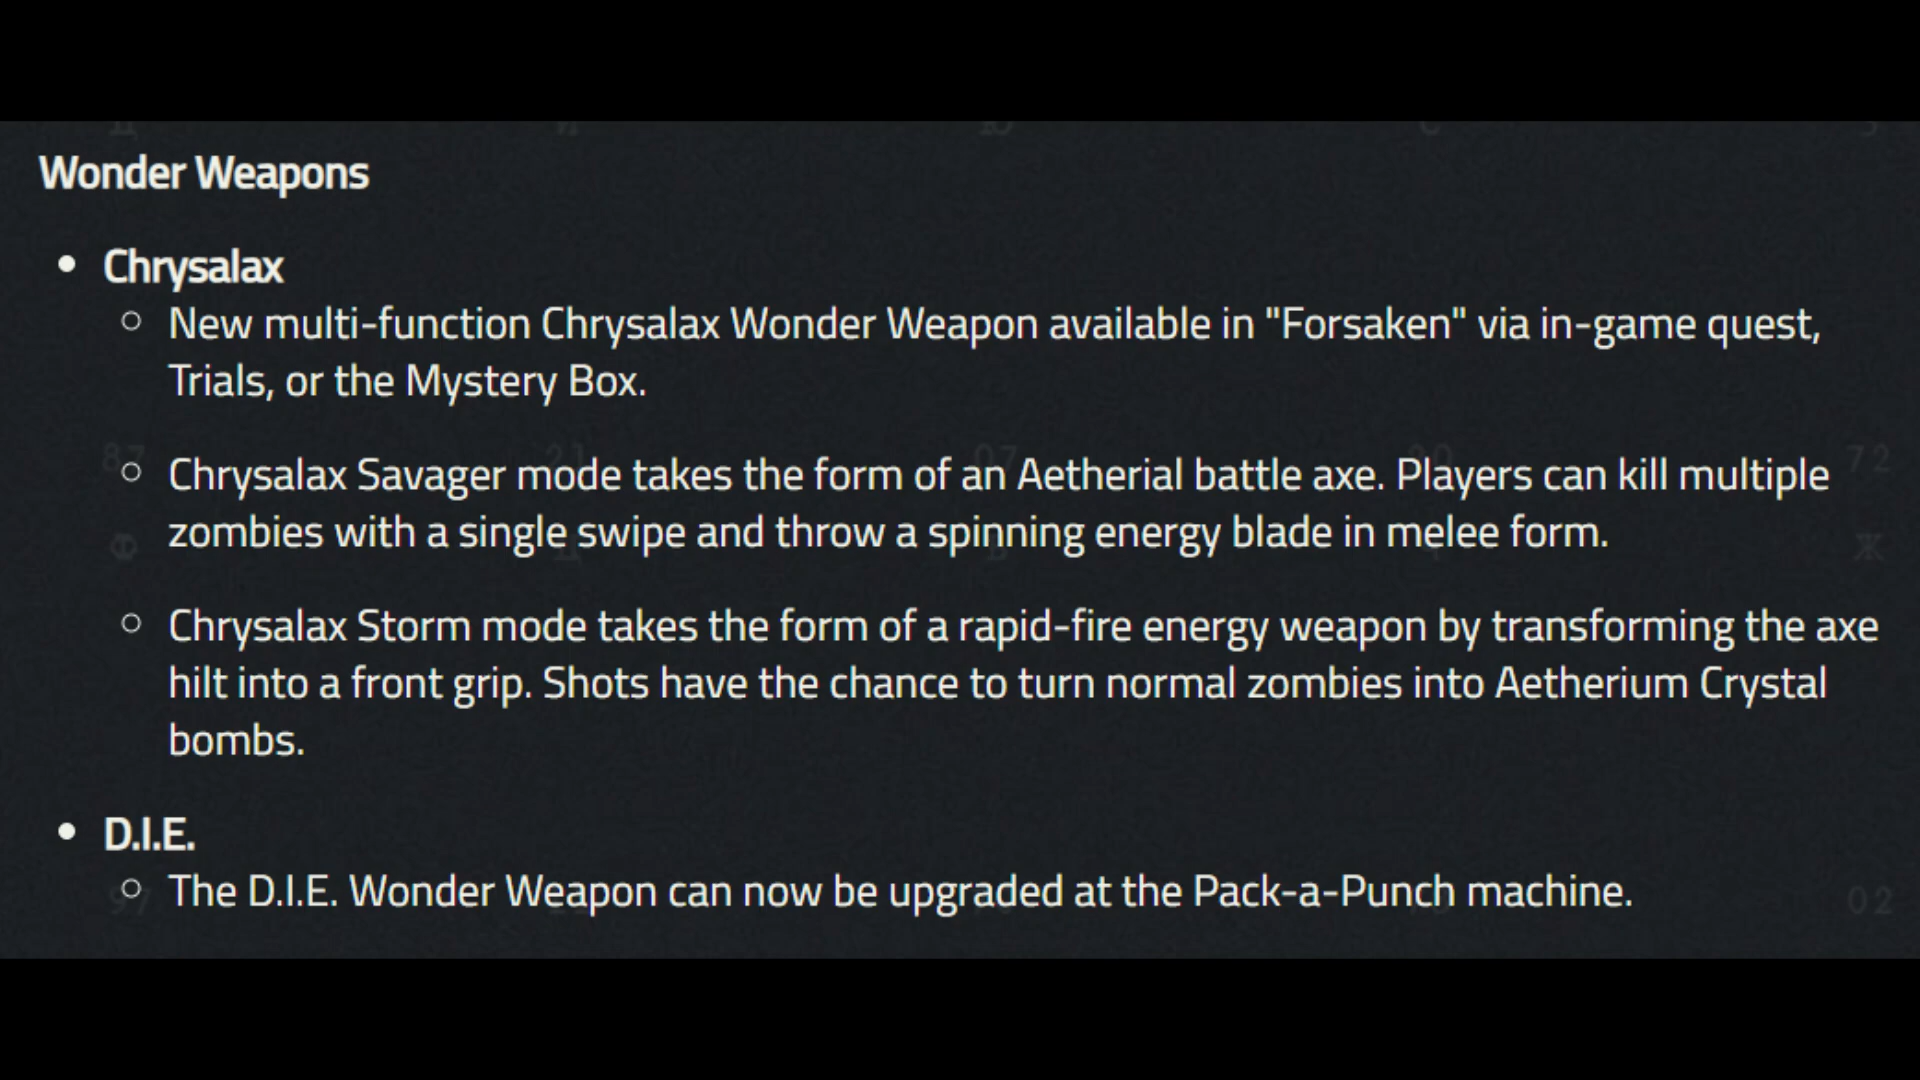 Wonder Weapons
Chrysalax
New multi-function Chrysalax Wonder Weapon available in "Forsaken" via in-game quest,
Trials, or the Mystery Box.
Chrysalax Savager mode takes the form of an Aetherial battle axe. Players can kill multiple
zombies with a single swipe and throw a spinning energy blade in melee form.
Chrysalax Storm mode takes the form of a rapid-fire energy weapon by transforming the axe
hilt into a front grip. Shots have the chance to turn normal zombies into Aetherium Crystal
bombs.
D.I.E.
The D.I.E. Wonder Weapon can now be upgraded at the Pack-a-Punch machine.